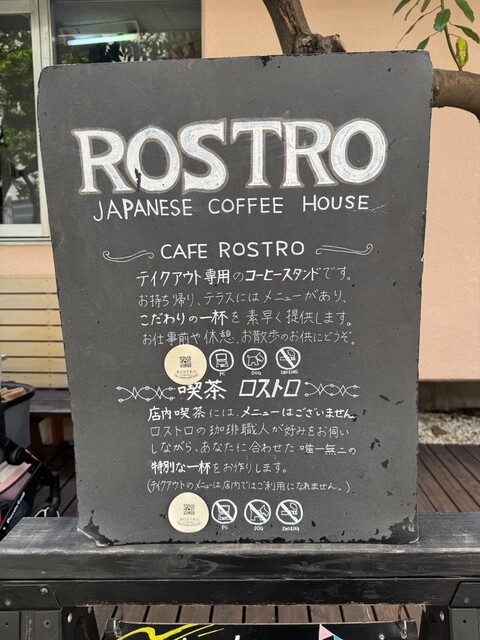 ROSTRO
JAPANESE COFFEE HOUSE
CAFE ROSTRO
テイクアウト専用のコーヒースタンドです。
お持ち帰り、テラスにはメニューがあり、
こだわりの一杯を素早く提供します。
お仕事前や休憩、お散歩のお供にどうぞ。
ROSTRO
PC DOG SMOKING
喫茶 ロストロ
店内喫茶には、メニューはございません。
ロストロの珈琲職人が好みをお伺い
しながら、あなたに合わせた唯一無二の
特別な一杯をお作りします。
(テイクアウトのメニューは店内ではご利用になれません。)
ROSTRO
PC DOG SMOKING